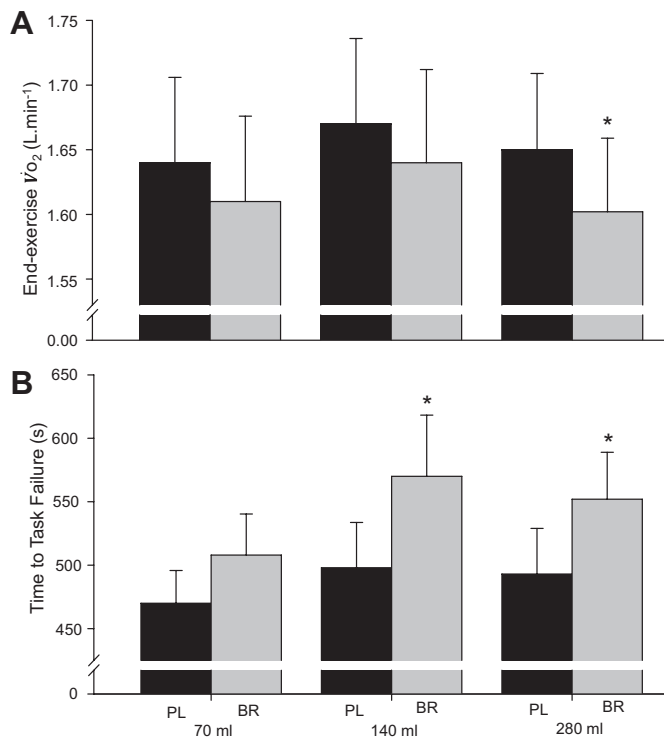 A
1.75
1.70
1.65
1.60
1.55
0.00
End-exercise V̇o₂ (L.min⁻¹)
*
B
650
600
550
500
450
0
Time to Task Failure (s)
*
*
PL BR PL BR PL BR
70 ml 140 ml 280 ml